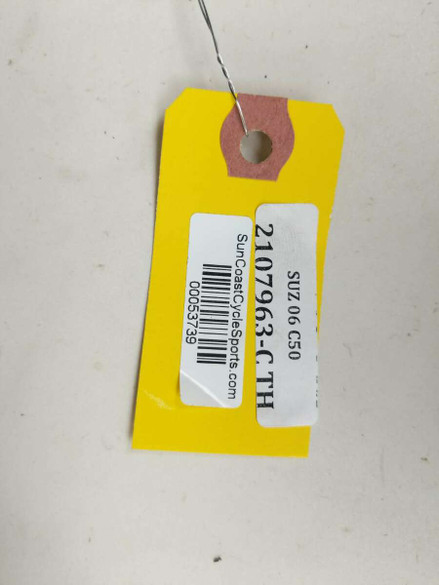 SUZ 06 C50
2107963-C TH
SunCoastCycleSports.com
00053739